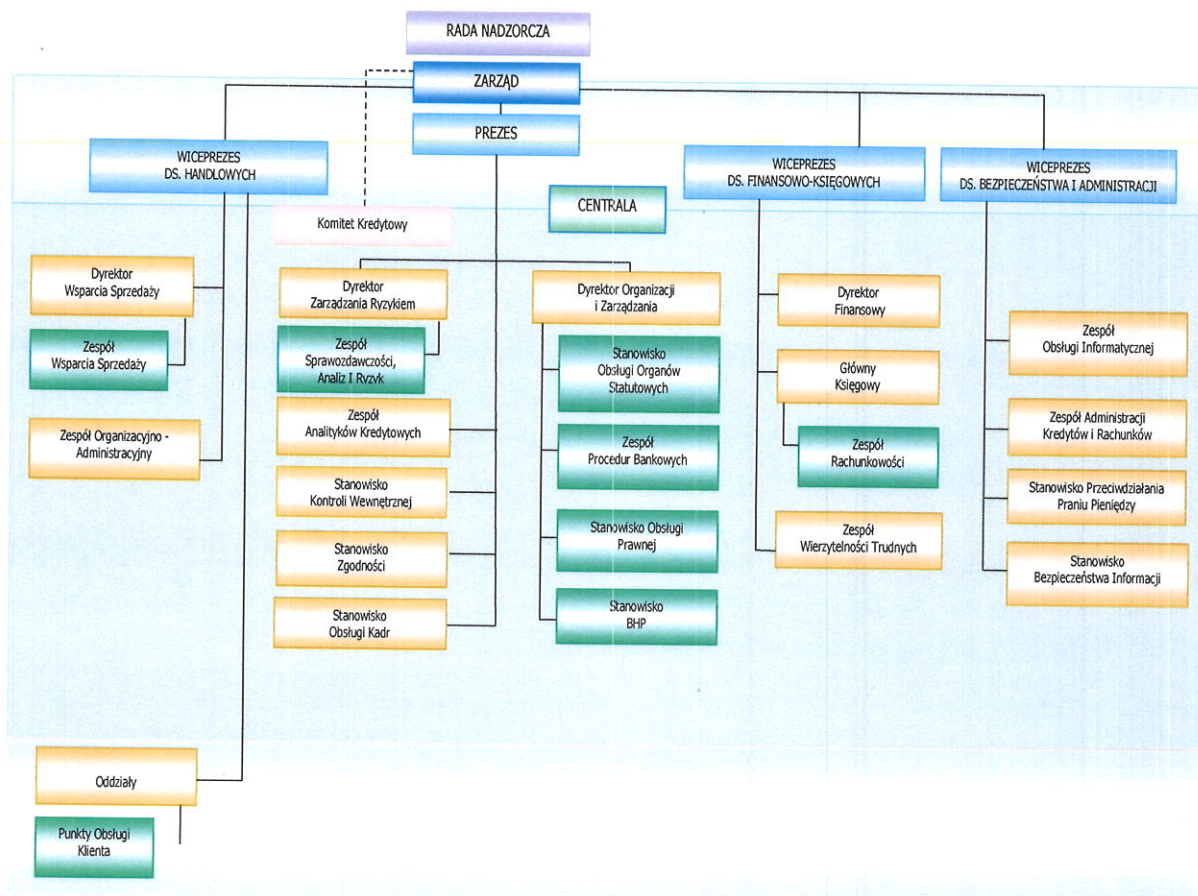 RADA NADZORCZA
ZARZĄD
PREZES
WICEPREZES
DS. HANDLOWYCH
WICEPREZES
DS. FINANSOWO-KSIĘGOWYCH
WICEPREZES
DS. BEZPIECZEŃSTWA I ADMINISTRACJI
Komitet Kredytowy
CENTRALA
Dyrektor
Wsparcia Sprzedaży
Zespół
Wsparcia Sprzedaży
Zespół Organizacyjno -
Administracyjny
Dyrektor
Zarządzania Ryzykiem
Zespół
Sprawozdawczości,
Analiz I Ryzyk
Zespół
Analityków Kredytowych
Stanowisko
Kontroli Wewnętrznej
Stanowisko
Zgodności
Stanowisko
Obsługi Kadr
Dyrektor Organizacji
i Zarządzania
Stanowisko
Obsługi Organów
Statutowych
Zespół
Procedur Bankowych
Stanowisko Obsługi
Prawnej
Stanowisko
BHP
Dyrektor
Finansowy
Główny
Księgowy
Zespół
Rachunkowości
Zespół
Wierzytelności Trudnych
Zespół
Obsługi Informatycznej
Zespół Administracji
Kredytów i Rachunków
Stanowisko Przeciwdziałania
Praniu Pieniędzy
Stanowisko
Bezpieczeństwa Informacji
Oddziały
Punkty Obsługi
Klienta